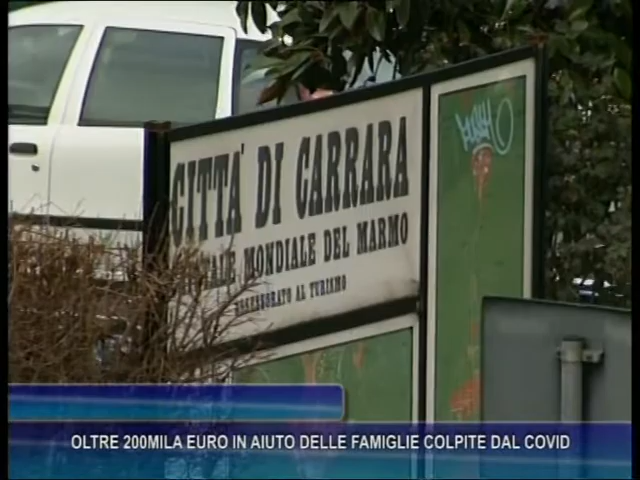 CITTA' DI CARRARA
MONDIALE DEL MARMO
ASSESSORATO AL TURISMO
OLTRE 200MILA EURO IN AIUTO DELLE FAMIGLIE COLPITE DAL COVID